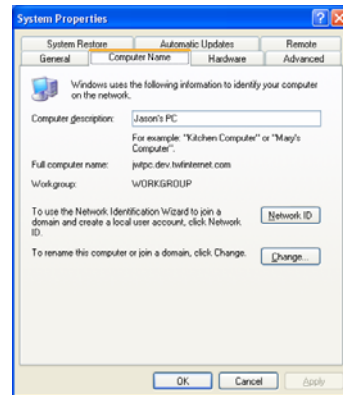 System Properties
System Restore
Automatic Updates
Remote
General
Computer Name
Hardware
Advanced
Windows uses the following information to identify your computer
on the network.
Computer description:
Jason's PC
For example: "Kitchen Computer" or "Mary's
Computer".
Full computer name:
jwtpc.dev.twfinternet.com
Workgroup:
WORKGROUP
To use the Network Identification Wizard to join a
domain and create a local user account, click Network
ID.
Network ID
To rename this computer or join a domain, click Change.
Change...
OK
Cancel
Apply